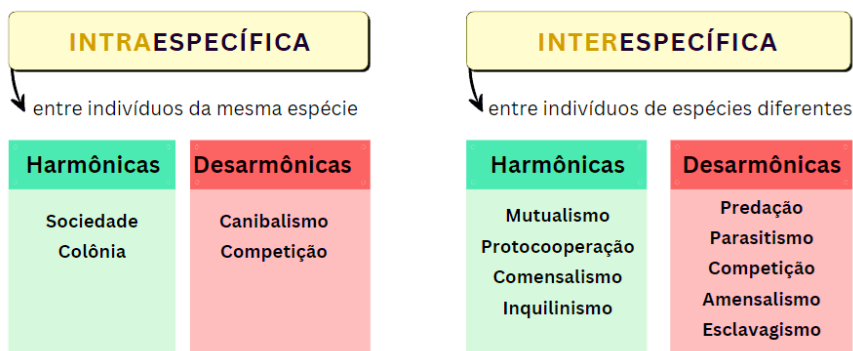 INTRAESPECÍFICA
entre indivíduos da mesma espécie
Harmônicas
Sociedade
Colônia
Desarmônicas
Canibalismo
Competição
INTERESPECÍFICA
entre indivíduos de espécies diferentes
Harmônicas
Mutualismo
Protocooperação
Comensalismo
Inquilinismo
Desarmônicas
Predação
Parasitismo
Competição
Amensalismo
Esclavagismo